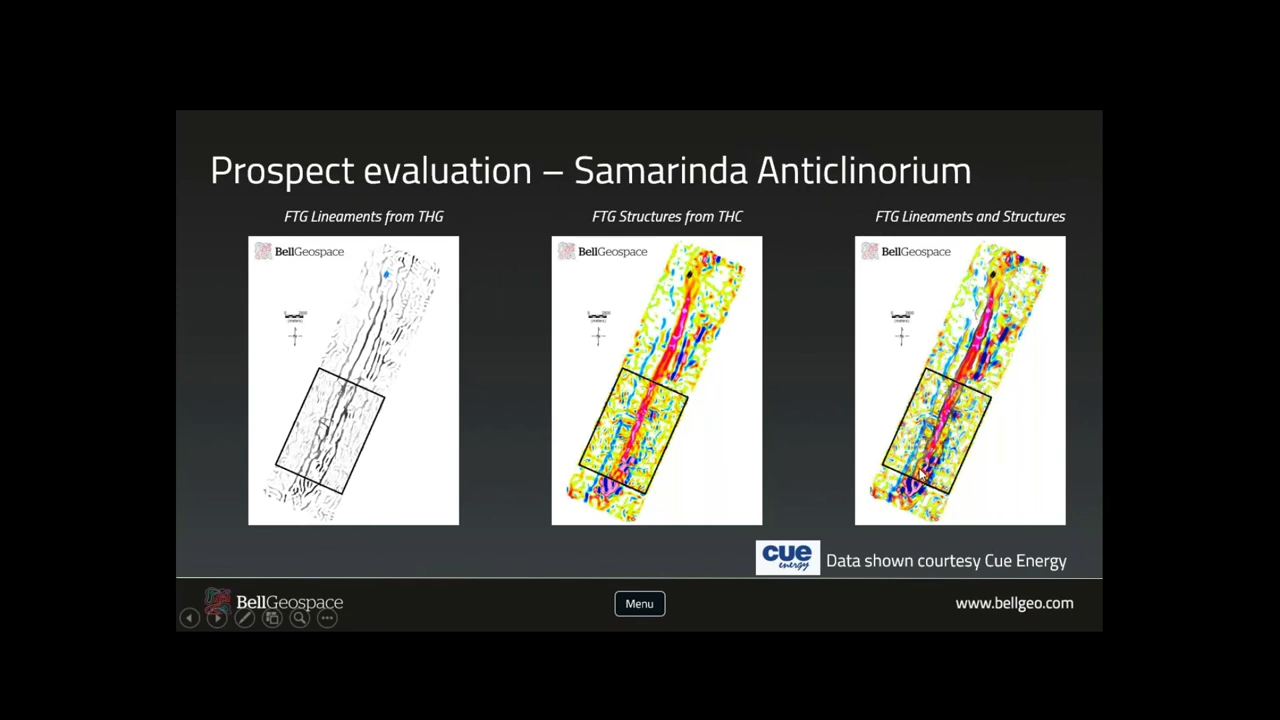 Prospect evaluation – Samarinda Anticlinorium
FTG Lineaments from THG
FTG Structures from THC
FTG Lineaments and Structures
BellGeospace
BellGeospace
BellGeospace
cue
energy
Data shown courtesy Cue Energy
BellGeospace
Menu
www.bellgeo.com